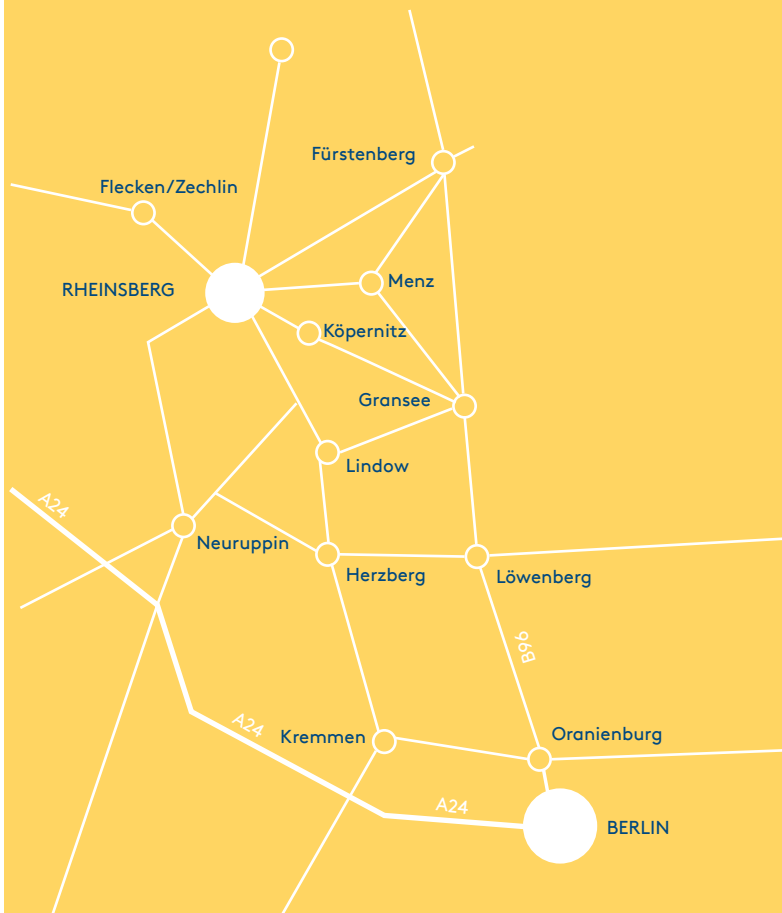 Fürstenberg
Flecken/Zechlin
Menz
RHEINSBERG
Köpernitz
Gransee
Lindow
A24
Neuruppin
Herzberg
Löwenberg
B96
A24
Kremmen
Oranienburg
A24
BERLIN